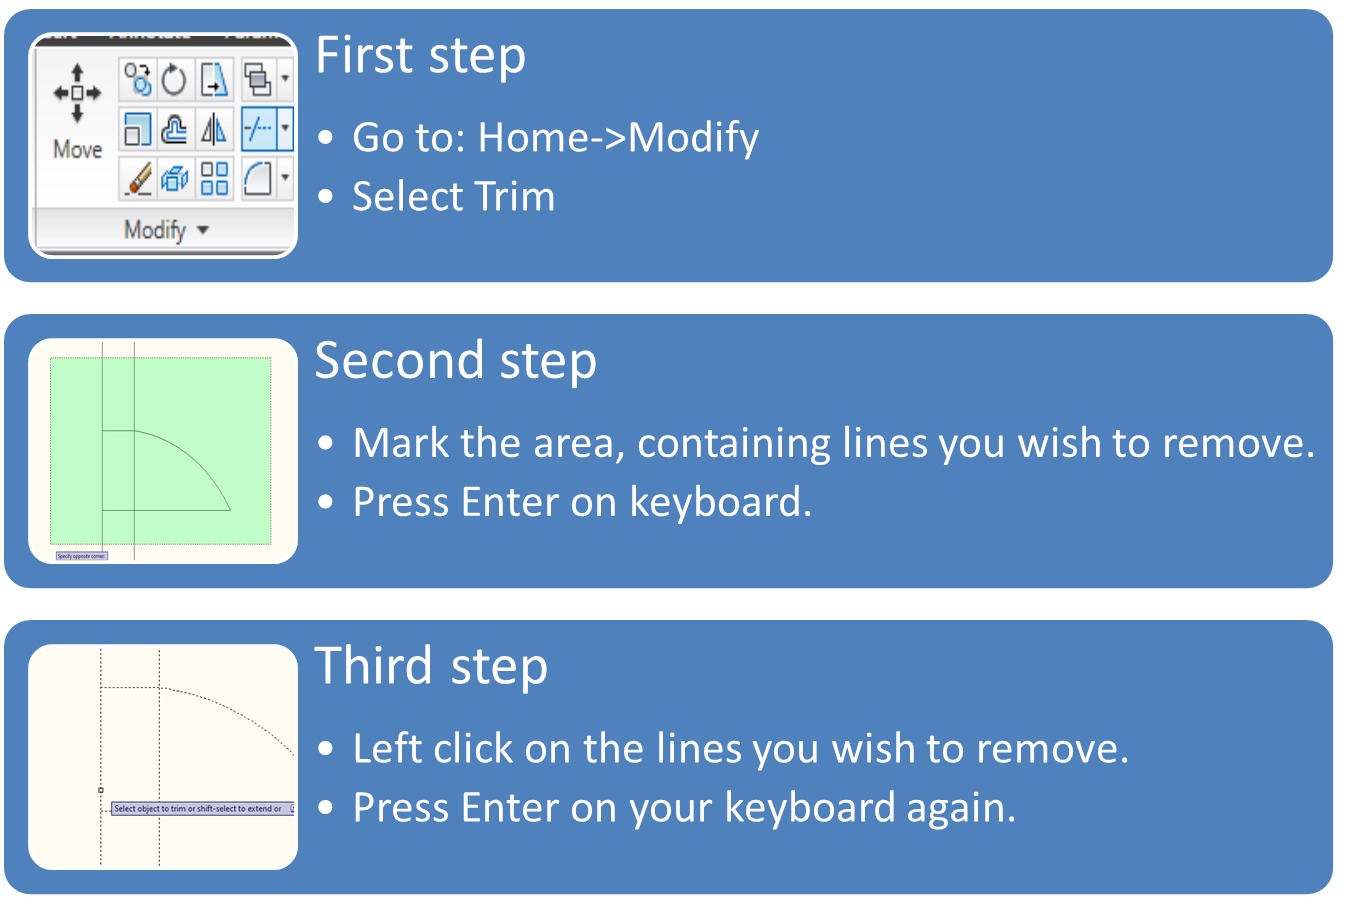 First step
Move
Modify
• Go to: Home->Modify
• Select Trim
Second step
• Mark the area, containing lines you wish to remove.
• Press Enter on keyboard.
Specify opposite corner:
Third step
• Left click on the lines you wish to remove.
• Press Enter on your keyboard again.
Select object to trim or shift-select to extend or